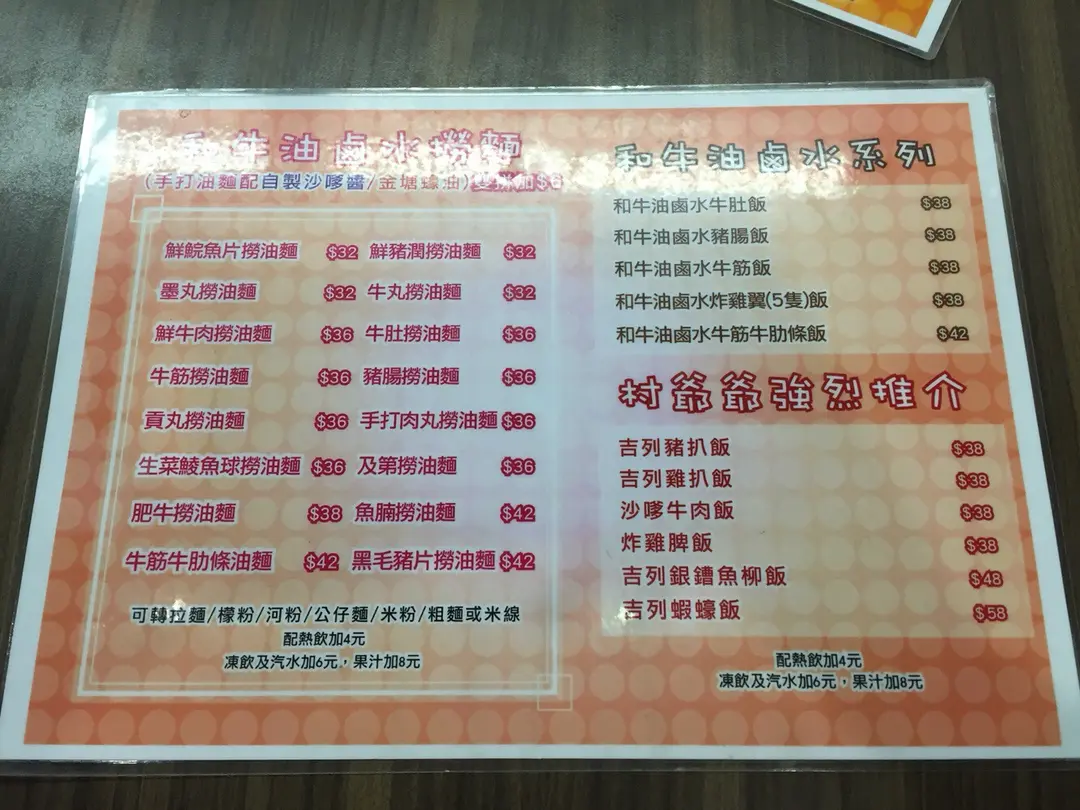 和牛油鹵水撈麵
(手打油麵配自製沙嗲醬/金塘蠔油)雙拼加$6
鮮鯇魚片撈油麵 $32 鮮豬潤撈油麵 $32
墨丸撈油麵 $32 牛丸撈油麵 $32
鮮牛肉撈油麵 $36 牛肚撈油麵 $36
牛筋撈油麵 $36 豬腸撈油麵 $36
貢丸撈油麵 $36 手打肉丸撈油麵 $36
生菜鯪魚球撈油麵 $36 及第撈油麵 $36
肥牛撈油麵 $38 魚腩撈油麵 $42
牛筋牛肋條油麵 $42 黑毛豬片撈油麵 $42
可轉拉麵/檬粉/河粉/公仔麵/米粉/粗麵或米線
配熱飲加4元
凍飲及汽水加6元，果汁加8元
和牛油鹵水系列
和牛油鹵水牛肚飯 $38
和牛油鹵水豬腸飯 $38
和牛油鹵水牛筋飯 $38
和牛油鹵水炸雞翼(5隻)飯 $38
和牛油鹵水牛筋牛肋條飯 $42
村爺爺強烈推介
吉列豬扒飯 $38
吉列雞扒飯 $38
沙嗲牛肉飯 $38
炸雞脾飯 $38
吉列銀鱈魚柳飯 $48
吉列蝦蠔飯 $58
配熱飲加4元
凍飲及汽水加6元，果汁加8元